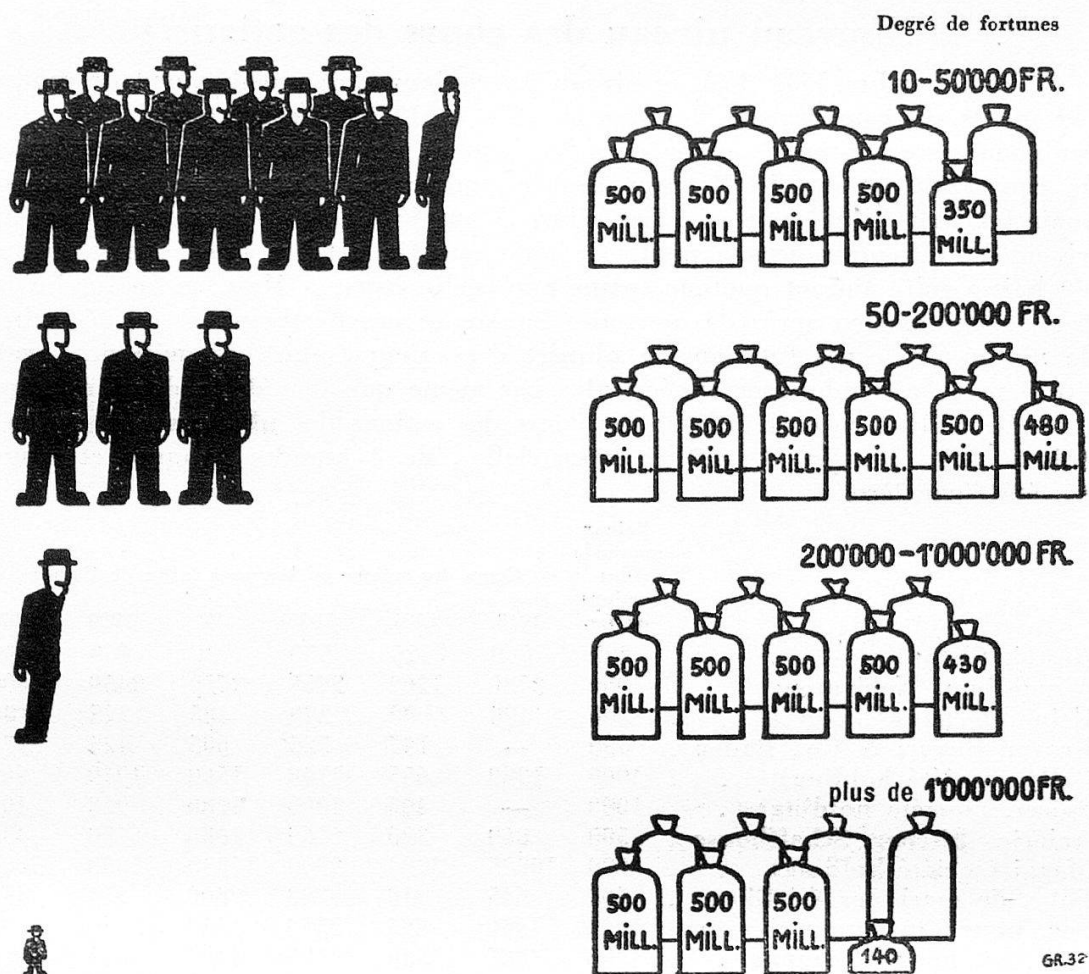 Degré de fortunes
10-50'000 FR.
500 MILL. 500 MILL. 500 MILL 500 MILL. 350 MILL.
50-200'000 FR.
500 MILL. 500 MILL. 500 MILL. 500 MILL. 500 MILL. 480 MILL.
200'000-1'000'000 FR.
500 MILL. 500 MILL. 500 MILL. 500 MILL. 430 MILL.
plus de 1'000'000 FR.
500 MILL. 500 MILL. 500 MILL. 140
GR.32